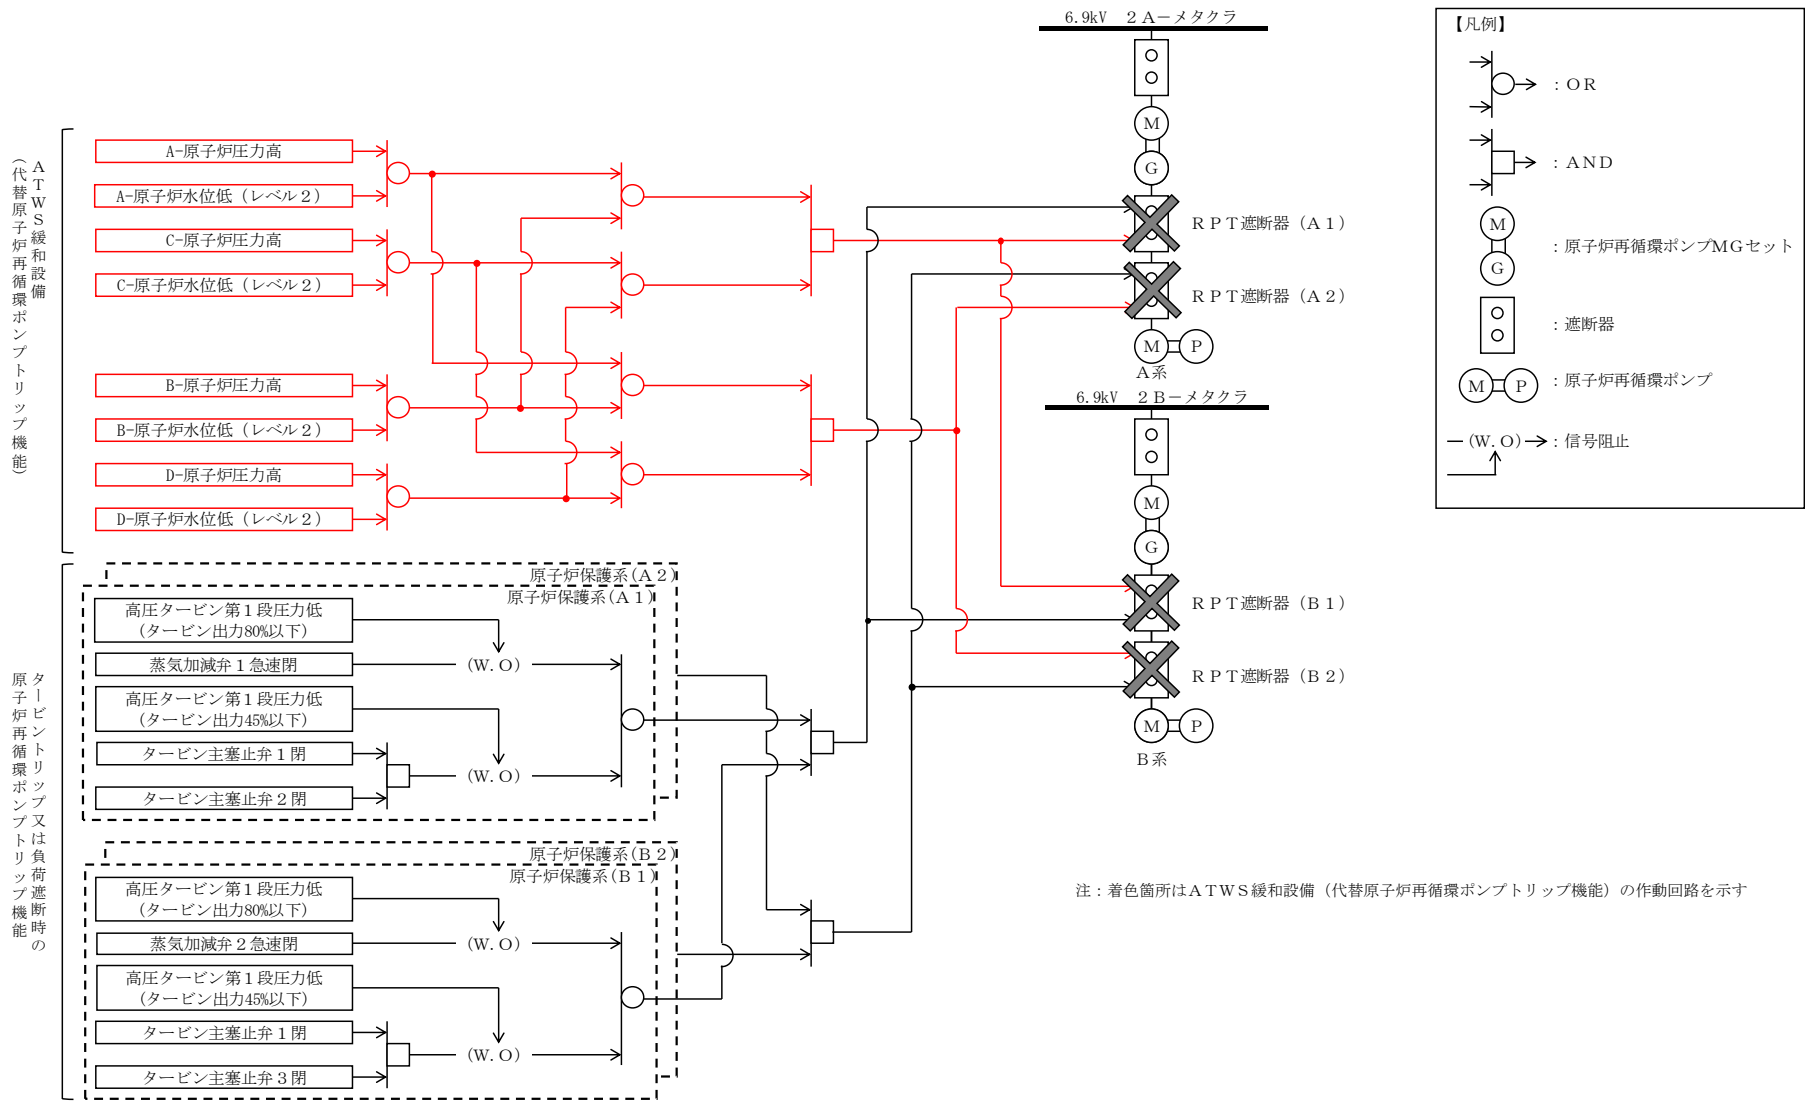 6.9kV　２Ａ－メタクラ
M
G
ＲＰＴ遮断器（Ａ１）
ＲＰＴ遮断器（Ａ２）
M
P
Ａ系
6.9kV　２Ｂ－メタクラ
M
G
ＲＰＴ遮断器（Ｂ１）
ＲＰＴ遮断器（Ｂ２）
M
P
Ｂ系
【凡例】
：ＯＲ
：ＡＮＤ
M
G
：原子炉再循環ポンプMGセット
：遮断器
M
P
：原子炉再循環ポンプ
(W.O)
：信号阻止
ＡＴＷＳ緩和設備
（代替原子炉再循環ポンプトリップ機能）
A-原子炉圧力高
A-原子炉水位低（レベル２）
C-原子炉圧力高
C-原子炉水位低（レベル２）
B-原子炉圧力高
B-原子炉水位低（レベル２）
D-原子炉圧力高
D-原子炉水位低（レベル２）
タービントリップ又は負荷遮断時の
原子炉再循環ポンプトリップ機能
原子炉保護系(Ａ２)
原子炉保護系(Ａ１)
高圧タービン第１段圧力低
(タービン出力80%以下)
蒸気加減弁１急速閉
(W.O)
高圧タービン第１段圧力低
(タービン出力45%以下)
タービン主塞止弁１閉
(W.O)
タービン主塞止弁２閉
原子炉保護系(Ｂ２)
原子炉保護系(Ｂ１)
高圧タービン第１段圧力低
(タービン出力80%以下)
蒸気加減弁２急速閉
(W.O)
高圧タービン第１段圧力低
(タービン出力45%以下)
タービン主塞止弁１閉
(W.O)
タービン主塞止弁３閉
注：着色箇所はＡＴＷＳ緩和設備（代替原子炉再循環ポンプトリップ機能）の作動回路を示す